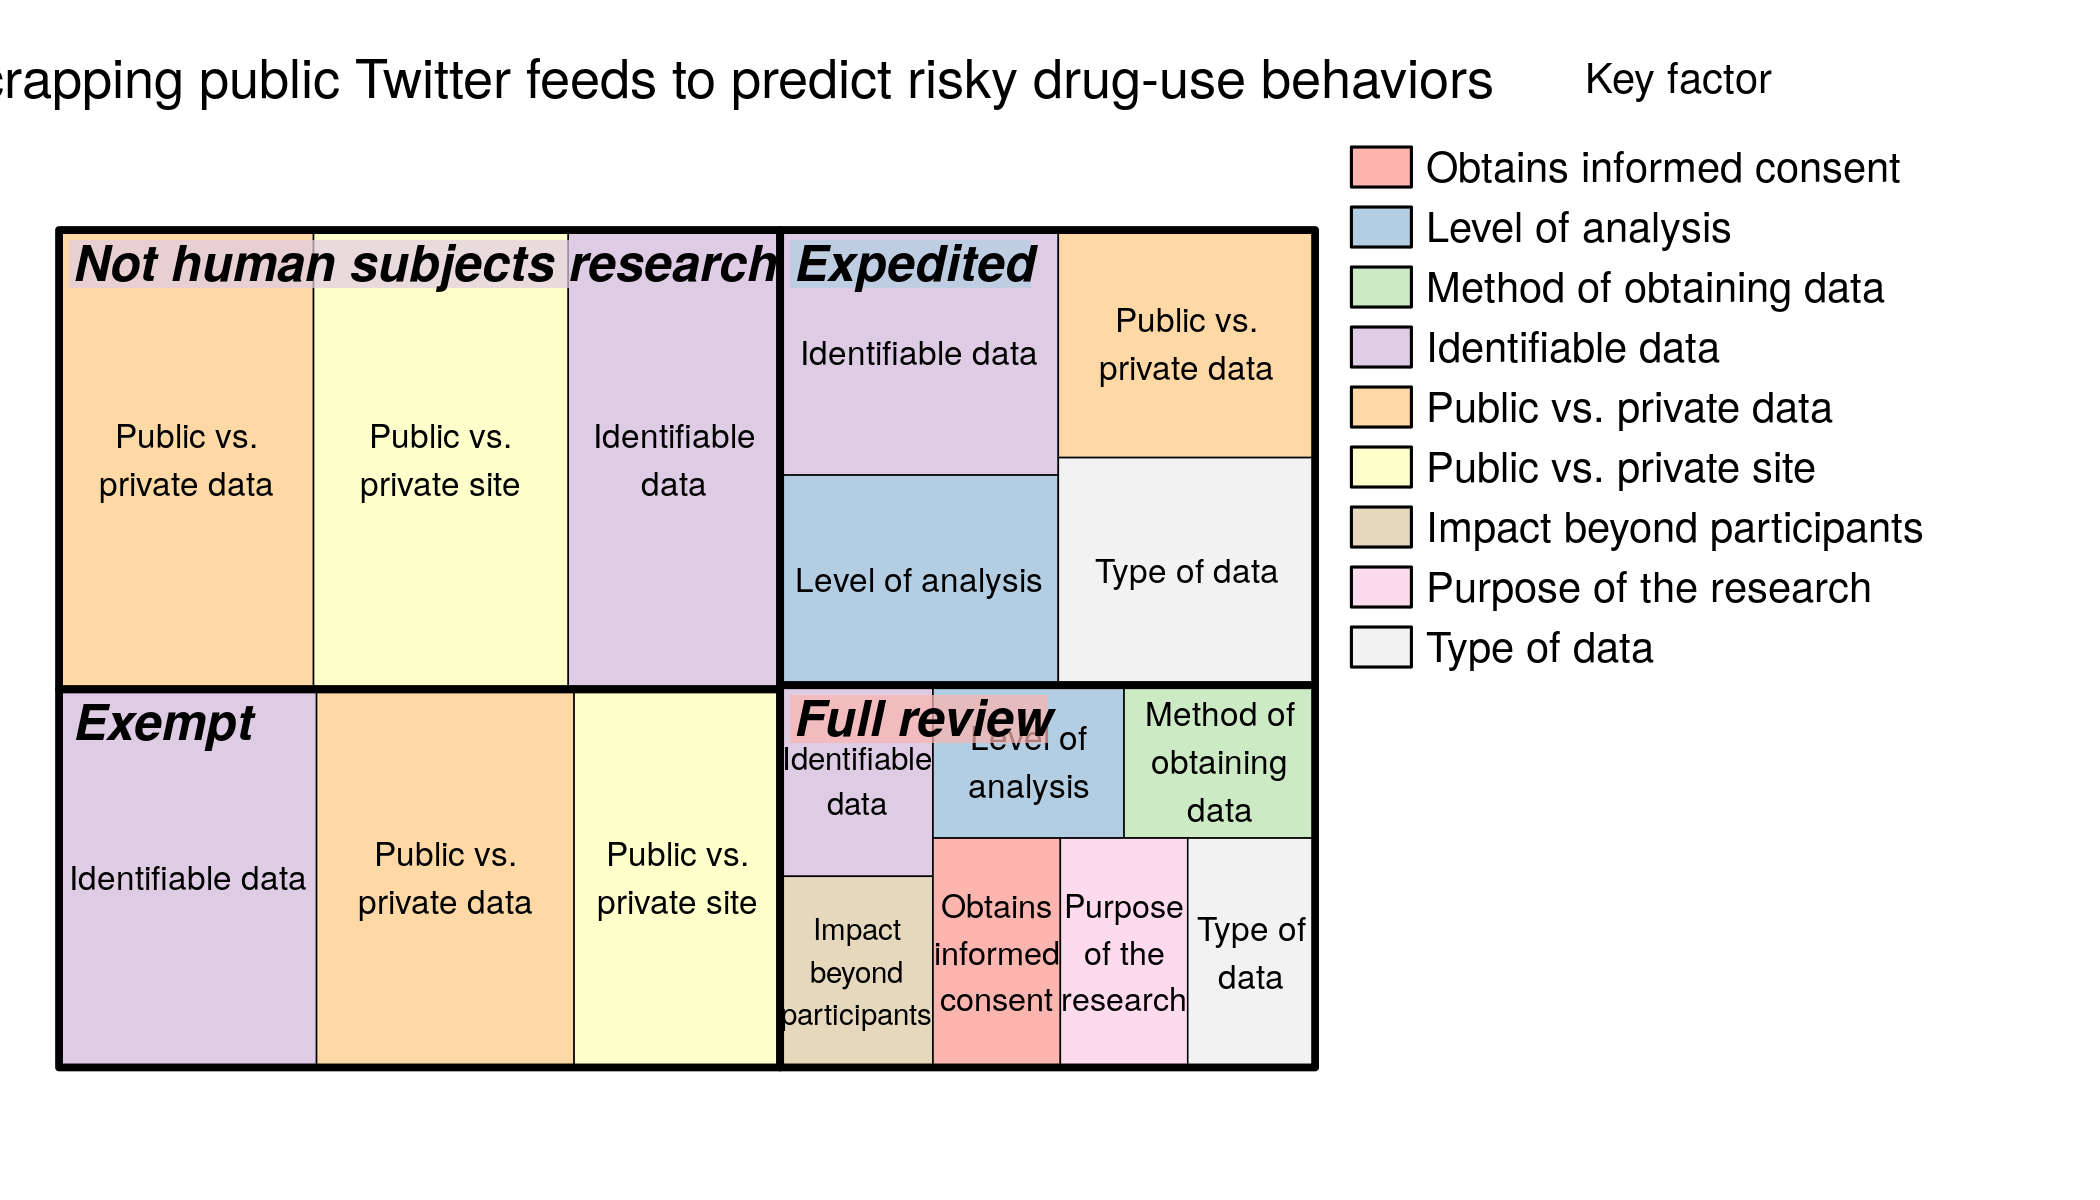 crapping public Twitter feeds to predict risky drug-use behaviors
Key factor
Obtains informed consent
Level of analysis
Method of obtaining data
Identifiable data
Public vs. private data
Public vs. private site
Impact beyond participants
Purpose of the research
Type of data
Not human subjects research
Public vs.
private data
Public vs.
private site
Identifiable
data
Expedited
Identifiable data
Public vs.
private data
Level of analysis
Type of data
Exempt
Identifiable data
Public vs.
private data
Public vs.
private site
Full review
Identifiable
data
Level of
analysis
Method of
obtaining
data
Impact
beyond
participants
Obtains
informed
consent
Purpose
of the
research
Type of
data